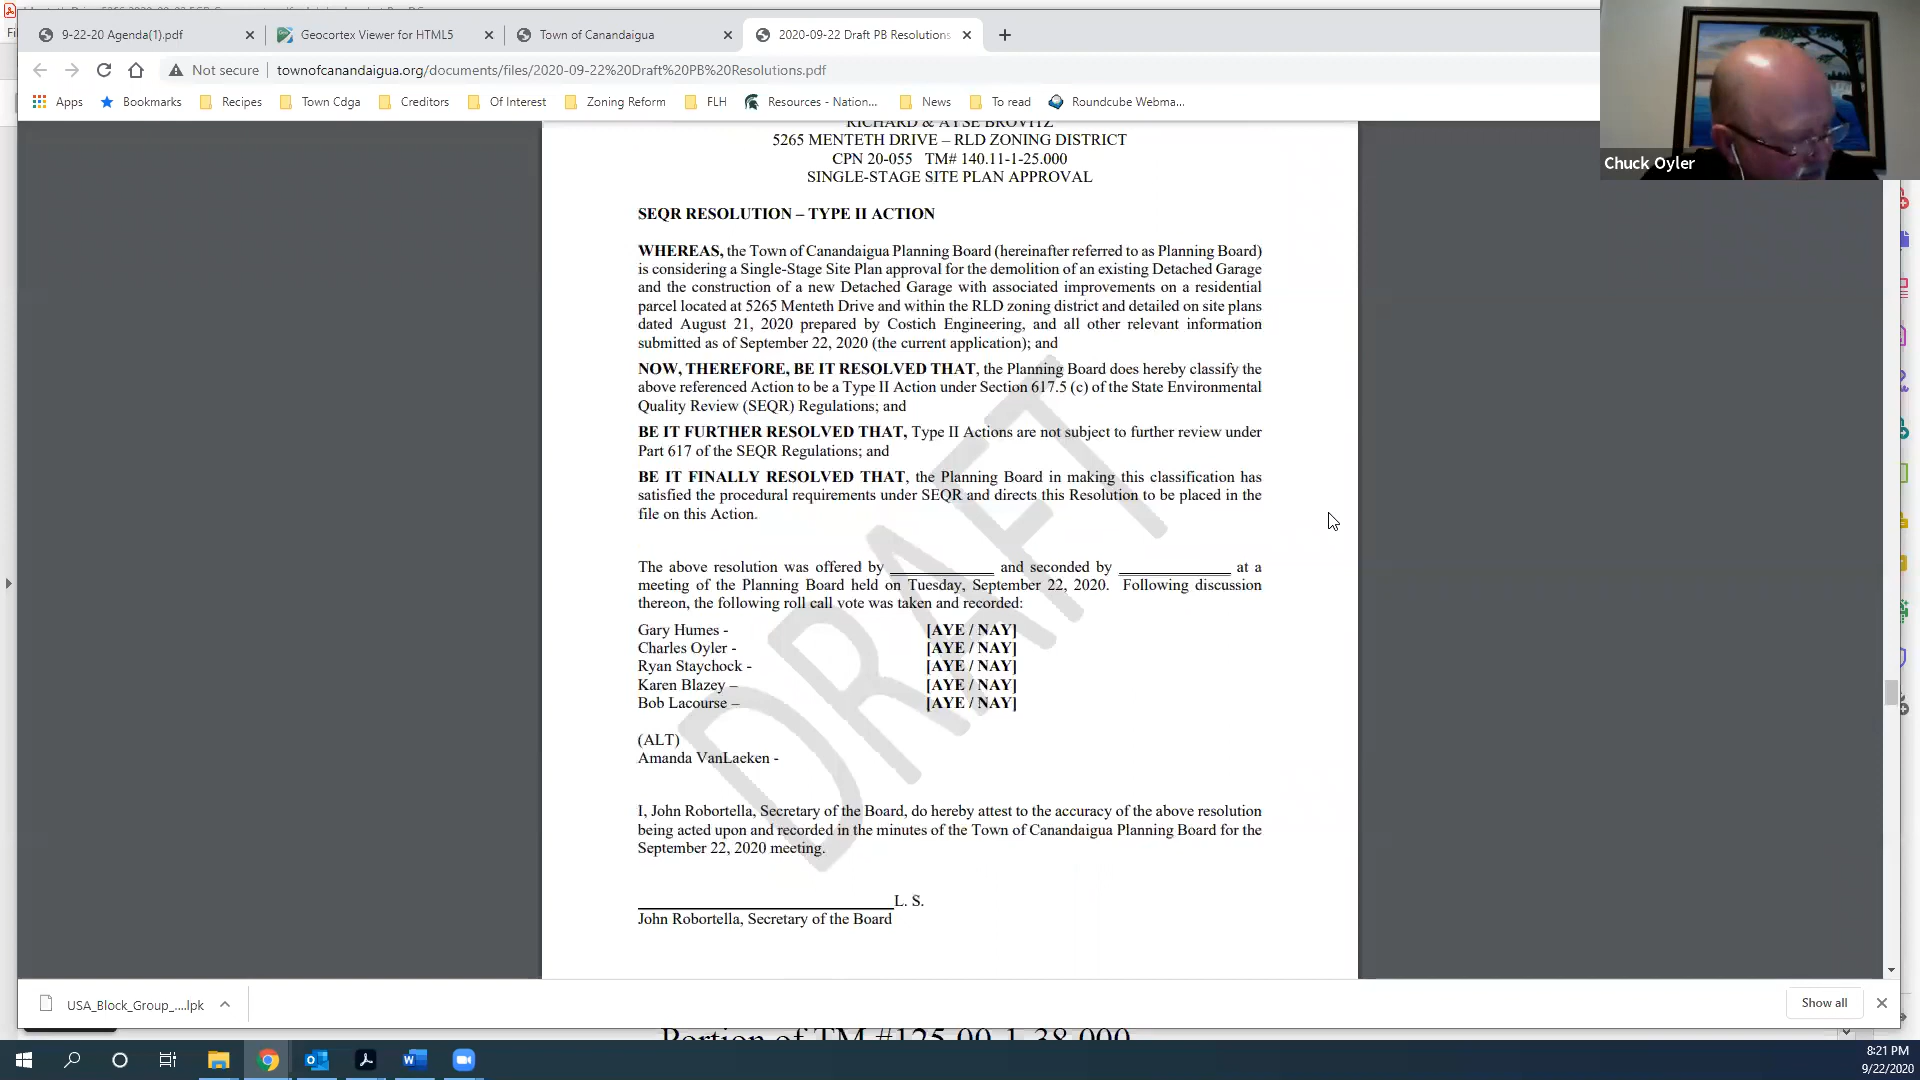 9-22-20 Agenda(1).pdf
Geocortex Viewer for HTML5
Town of Canandaigua
2020-09-22 Draft PB Resolutions
Not secure
townofcanandaigua.org/documents/files/2020-09-22%20Draft%20PB%20Resolutions.pdf
Apps
Bookmarks
Recipes
Town Cdga
Creditors
Of Interest
Zoning Reform
FLH
Resources - Nation...
News
To read
Roundcube Webma...
Chuck Oyler
RICHARD & AYSE BROVITZ
5265 MENTETH DRIVE – RLD ZONING DISTRICT
CPN 20-055 TM# 140.11-1-25.000
SINGLE-STAGE SITE PLAN APPROVAL
SEQR RESOLUTION – TYPE II ACTION
WHEREAS, the Town of Canandaigua Planning Board (hereinafter referred to as Planning Board)
is considering a Single-Stage Site Plan approval for the demolition of an existing Detached Garage
and the construction of a new Detached Garage with associated improvements on a residential
parcel located at 5265 Menteth Drive and within the RLD zoning district and detailed on site plans
dated August 21, 2020 prepared by Costich Engineering, and all other relevant information
submitted as of September 22, 2020 (the current application); and
NOW, THEREFORE, BE IT RESOLVED THAT, the Planning Board does hereby classify the
above referenced Action to be a Type II Action under Section 617.5 (c) of the State Environmental
Quality Review (SEQR) Regulations; and
BE IT FURTHER RESOLVED THAT, Type II Actions are not subject to further review under
Part 617 of the SEQR Regulations; and
BE IT FINALLY RESOLVED THAT, the Planning Board in making this classification has
satisfied the procedural requirements under SEQR and directs this Resolution to be placed in the
file on this Action.
The above resolution was offered by _____________ and seconded by ______________ at a
meeting of the Planning Board held on Tuesday, September 22, 2020. Following discussion
thereon, the following roll call vote was taken and recorded:
Gary Humes - [AYE / NAY]
Charles Oyler - [AYE / NAY]
Ryan Staychock - [AYE / NAY]
Karen Blazey – [AYE / NAY]
Bob Lacourse – [AYE / NAY]
(ALT)
Amanda VanLaeken -
I, John Robortella, Secretary of the Board, do hereby attest to the accuracy of the above resolution
being acted upon and recorded in the minutes of the Town of Canandaigua Planning Board for the
September 22, 2020 meeting.
________________________________L. S.
John Robortella, Secretary of the Board
DRAFT
USA_Block_Group_....lpk
Show all
Portion of TM #125.00-1-38.000
8:21 PM
9/22/2020